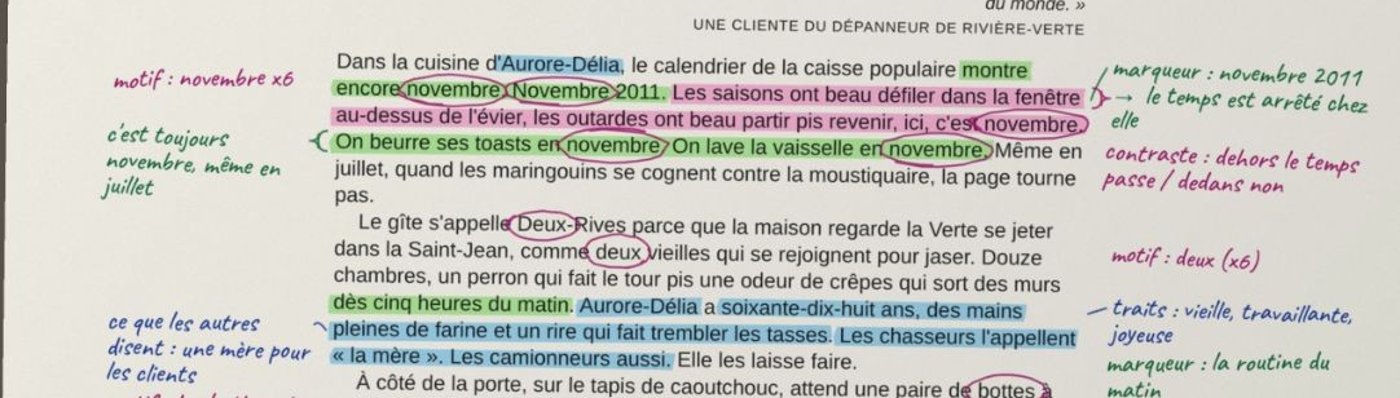 du monde. »
UNE CLIENTE DU DÉPANNEUR DE RIVIÈRE-VERTE
motif : novembre x6
c'est toujours
novembre, même en
juillet
ce que les autres
disent : une mère pour
les clients
Dans la cuisine d'Aurore-Délia, le calendrier de la caisse populaire montre
encore novembre. Novembre 2011. Les saisons ont beau défiler dans la fenêtre
au-dessus de l'évier, les outardes ont beau partir pis revenir, ici, c'est novembre.
On beurre ses toasts en novembre. On lave la vaisselle en novembre. Même en
juillet, quand les maringouins se cognent contre la moustiquaire, la page tourne
pas.
Le gîte s'appelle Deux-Rives parce que la maison regarde la Verte se jeter
dans la Saint-Jean, comme deux vieilles qui se rejoignent pour jaser. Douze
chambres, un perron qui fait le tour pis une odeur de crêpes qui sort des murs
dès cinq heures du matin. Aurore-Délia a soixante-dix-huit ans, des mains
pleines de farine et un rire qui fait trembler les tasses. Les chasseurs l'appellent
« la mère ». Les camionneurs aussi. Elle les laisse faire.
À côté de la porte, sur le tapis de caoutchouc, attend une paire de bottes à
marqueur : novembre 2011
→ le temps est arrêté chez
elle
contraste : dehors le temps
passe / dedans non
motif : deux (x6)
traits : vieille, travaillante,
joyeuse
marqueur : la routine du
matin